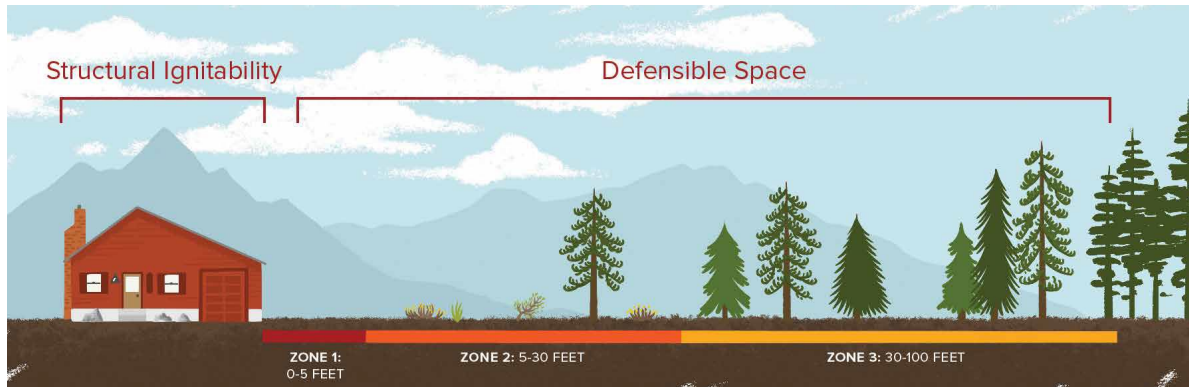 Structural Ignitability
Defensible Space
ZONE 1:
0-5 FEET
ZONE 2: 5-30 FEET
ZONE 3: 30-100 FEET